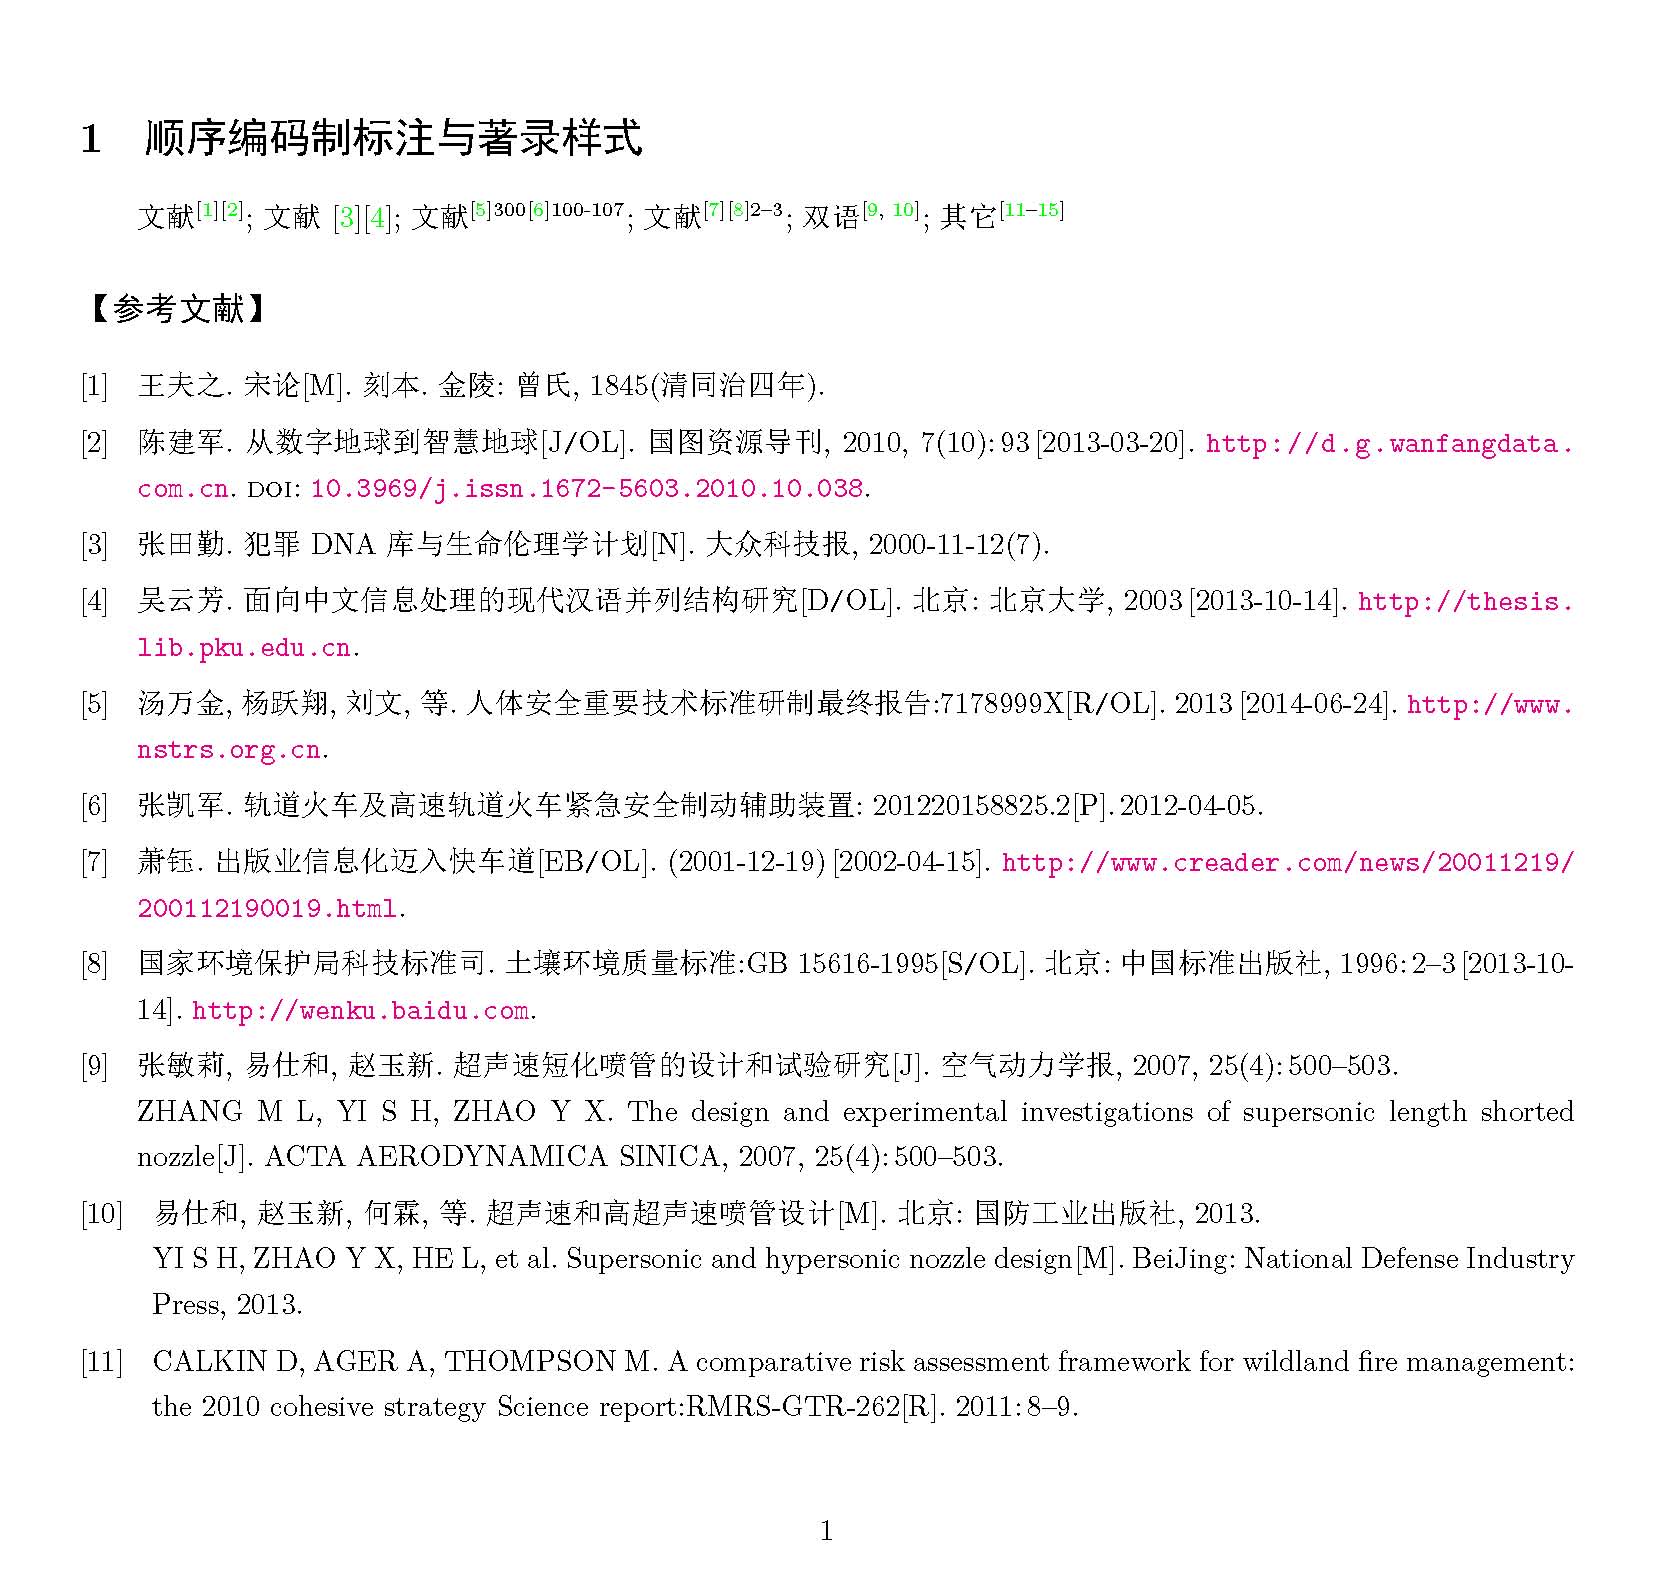 1 顺序编码制标注与著录样式
文献[1][2]; 文献 [3][4]; 文献[5]300[6]100-107; 文献[7][8]2–3; 双语[9, 10]; 其它[11–15]
【参考文献】
[1] 王夫之. 宋论[M]. 刻本. 金陵: 曾氏, 1845(清同治四年).
[2] 陈建军. 从数字地球到智慧地球[J/OL]. 国图资源导刊, 2010, 7(10): 93 [2013-03-20]. http://d.g.wanfangdata.
com.cn. DOI: 10.3969/j.issn.1672-5603.2010.10.038.
[3] 张田勤. 犯罪 DNA 库与生命伦理学计划[N]. 大众科技报, 2000-11-12(7).
[4] 吴云芳. 面向中文信息处理的现代汉语并列结构研究[D/OL]. 北京: 北京大学, 2003 [2013-10-14]. http://thesis.
lib.pku.edu.cn.
[5] 汤万金, 杨跃翔, 刘文, 等. 人体安全重要技术标准研制最终报告:7178999X[R/OL]. 2013 [2014-06-24]. http://www.
nstrs.org.cn.
[6] 张凯军. 轨道火车及高速轨道火车紧急安全制动辅助装置: 201220158825.2[P]. 2012-04-05.
[7] 萧钰. 出版业信息化迈入快车道[EB/OL]. (2001-12-19) [2002-04-15]. http://www.creader.com/news/20011219/
200112190019.html.
[8] 国家环境保护局科技标准司. 土壤环境质量标准:GB 15616-1995[S/OL]. 北京: 中国标准出版社, 1996: 2–3 [2013-10-
14]. http://wenku.baidu.com.
[9] 张敏莉, 易仕和, 赵玉新. 超声速短化喷管的设计和试验研究[J]. 空气动力学报, 2007, 25(4): 500–503.
ZHANG M L, YI S H, ZHAO Y X. The design and experimental investigations of supersonic length shorted
nozzle[J]. ACTA AERODYNAMICA SINICA, 2007, 25(4): 500–503.
[10] 易仕和, 赵玉新, 何霖, 等. 超声速和高超声速喷管设计[M]. 北京: 国防工业出版社, 2013.
YI S H, ZHAO Y X, HE L, et al. Supersonic and hypersonic nozzle design[M]. BeiJing: National Defense Industry
Press, 2013.
[11] CALKIN D, AGER A, THOMPSON M. A comparative risk assessment framework for wildland fire management:
the 2010 cohesive strategy Science report:RMRS-GTR-262[R]. 2011: 8–9.
1